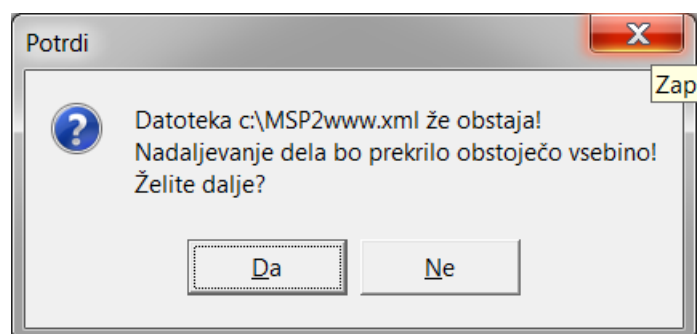 Potrdi
Zap
Datoteka c:\MSP2www.xml že obstaja!
Nadaljevanje dela bo prekrilo obstoječo vsebino!
Želite dalje?
Da
Ne